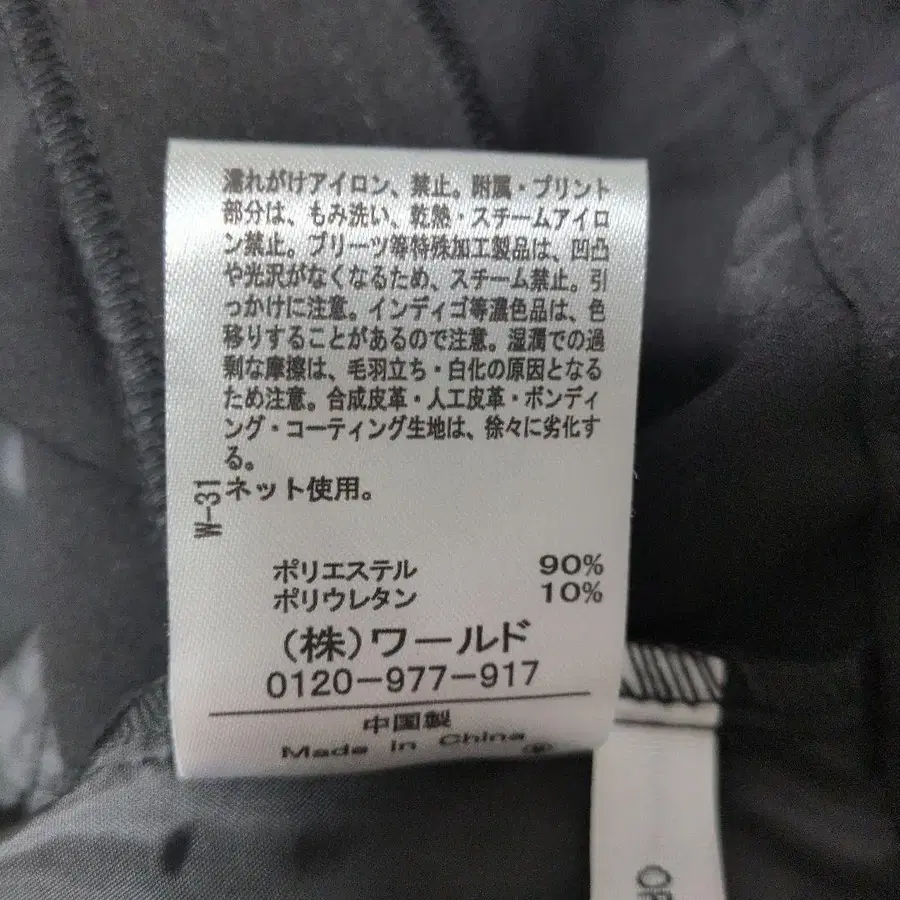 濡れがけアイロン、禁止。附属・プリント
部分は、もみ洗い、乾熱・スチームアイロ
ン禁止。プリーツ等特殊加工製品は、凹凸
や光沢がなくなるため、スチーム禁止。引
っかけに注意。インディゴ等濃色品は、色
移りすることがあるので注意。湿潤での過
剰な摩擦は、毛羽立ち・白化の原因となる
ため注意。合成皮革・人工皮革・ボンディ
ング・コーティング生地は、徐々に劣化す
る。
ネット使用。
W-31
ポリエステル 90%
ポリウレタン 10%
(株)ワールド
0120-977-917
中国製
Made in China